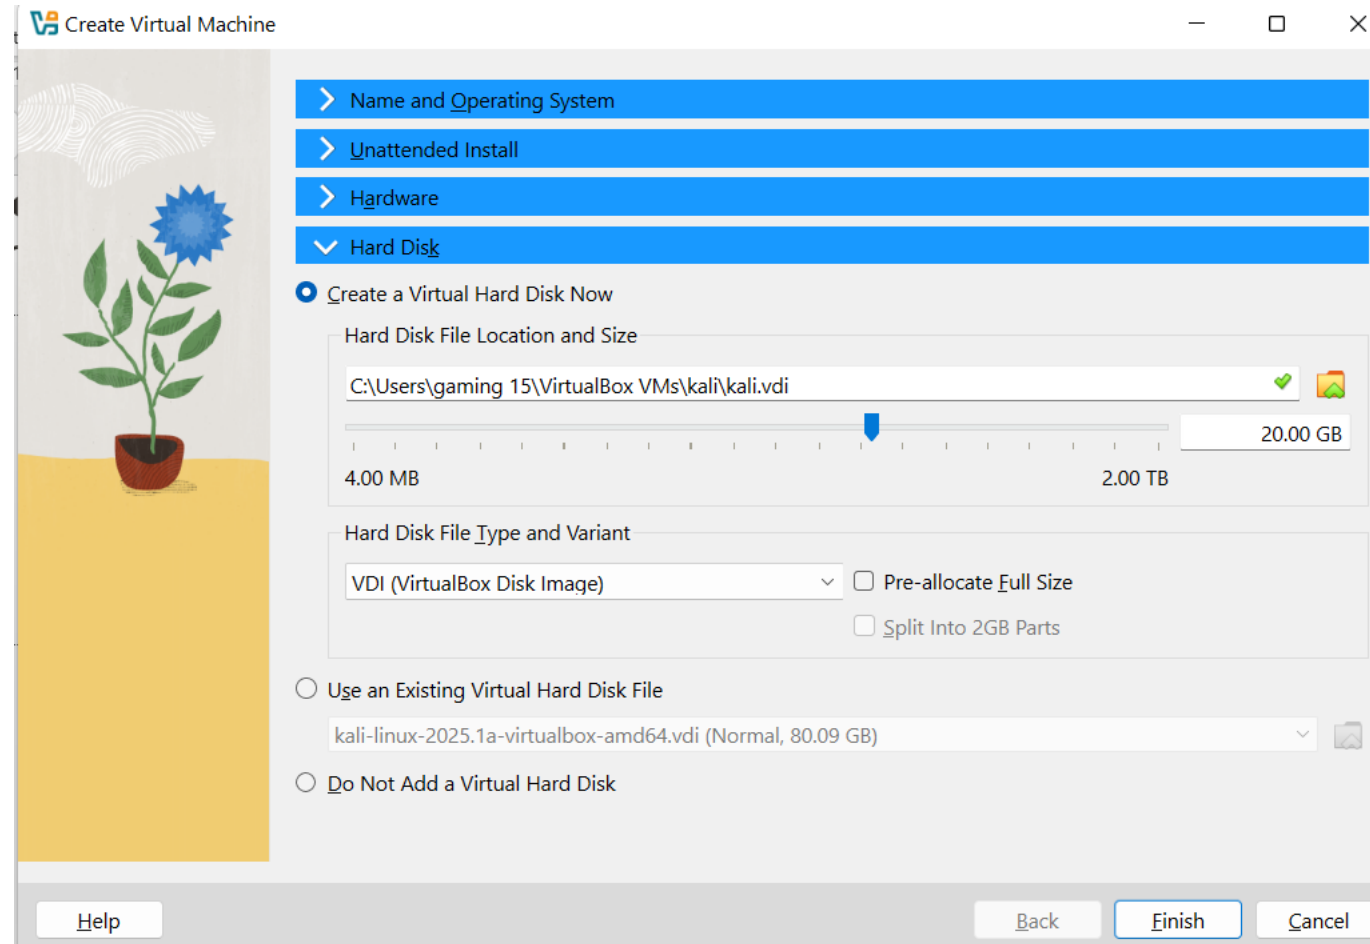 Create Virtual Machine
Name and Operating System
Unattended Install
Hardware
Hard Disk
Create a Virtual Hard Disk Now
Hard Disk File Location and Size
C:\Users\gaming 15\VirtualBox VMs\kali\kali.vdi
20.00 GB
4.00 MB 2.00 TB
Hard Disk File Type and Variant
VDI (VirtualBox Disk Image) Pre-allocate Full Size
Split Into 2GB Parts
Use an Existing Virtual Hard Disk File
kali-linux-2025.1a-virtualbox-amd64.vdi (Normal, 80.09 GB)
Do Not Add a Virtual Hard Disk
Help Back Finish Cancel